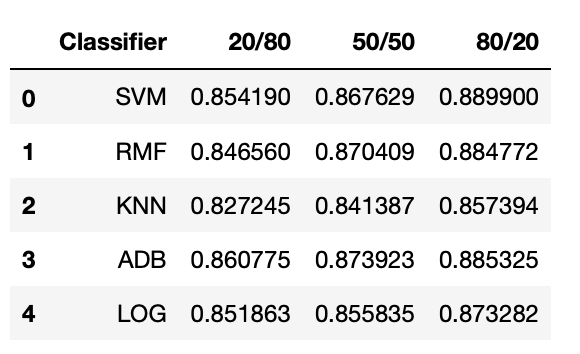 Classifier 20/80 50/50 80/20
0 SVM 0.854190 0.867629 0.889900
1 RMF 0.846560 0.870409 0.884772
2 KNN 0.827245 0.841387 0.857394
3 ADB 0.860775 0.873923 0.885325
4 LOG 0.851863 0.855835 0.873282